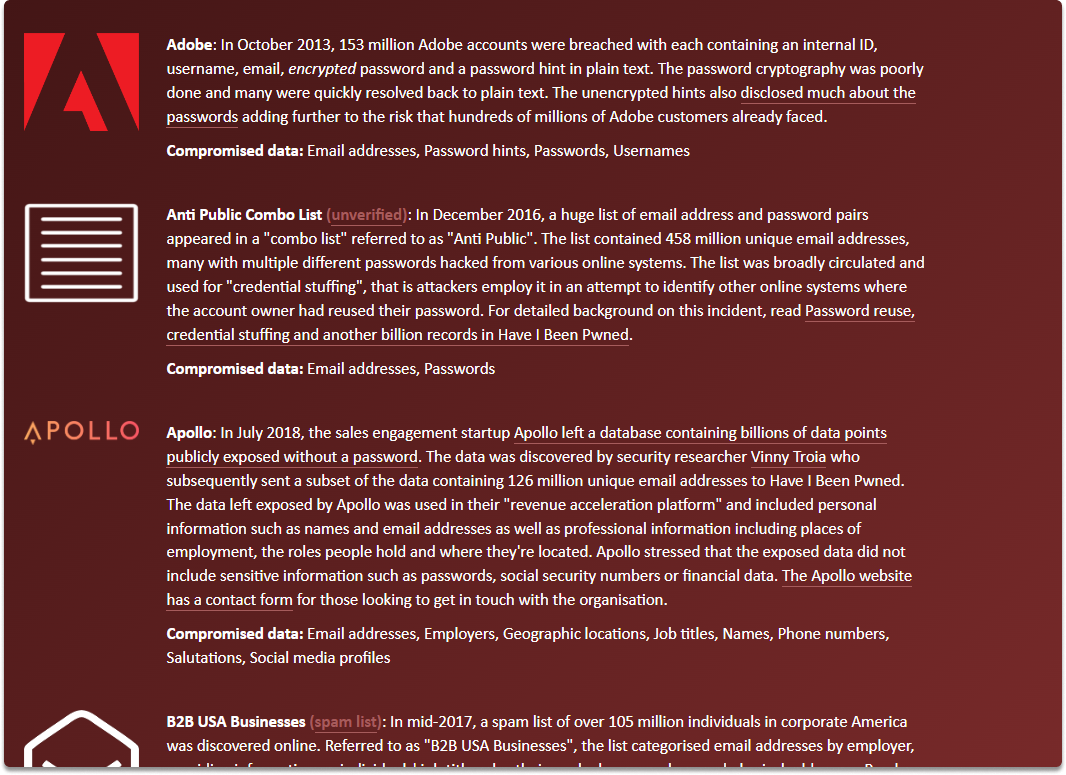 Adobe: In October 2013, 153 million Adobe accounts were breached with each containing an internal ID,
username, email, encrypted password and a password hint in plain text. The password cryptography was poorly
done and many were quickly resolved back to plain text. The unencrypted hints also disclosed much about the
passwords adding further to the risk that hundreds of millions of Adobe customers already faced.
Compromised data: Email addresses, Password hints, Passwords, Usernames
Anti Public Combo List (unverified): In December 2016, a huge list of email address and password pairs
appeared in a "combo list" referred to as "Anti Public". The list contained 458 million unique email addresses,
many with multiple different passwords hacked from various online systems. The list was broadly circulated and
used for "credential stuffing", that is attackers employ it in an attempt to identify other online systems where
the account owner had reused their password. For detailed background on this incident, read Password reuse,
credential stuffing and another billion records in Have I Been Pwned.
Compromised data: Email addresses, Passwords
APOLLO
Apollo: In July 2018, the sales engagement startup Apollo left a database containing billions of data points
publicly exposed without a password. The data was discovered by security researcher Vinny Troia who
subsequently sent a subset of the data containing 126 million unique email addresses to Have I Been Pwned.
The data left exposed by Apollo was used in their "revenue acceleration platform" and included personal
information such as names and email addresses as well as professional information including places of
employment, the roles people hold and where they're located. Apollo stressed that the exposed data did not
include sensitive information such as passwords, social security numbers or financial data. The Apollo website
has a contact form for those looking to get in touch with the organisation.
Compromised data: Email addresses, Employers, Geographic locations, Job titles, Names, Phone numbers,
Salutations, Social media profiles
B2B USA Businesses (spam list): In mid-2017, a spam list of over 105 million individuals in corporate America
was discovered online. Referred to as "B2B USA Businesses", the list categorised email addresses by employer,